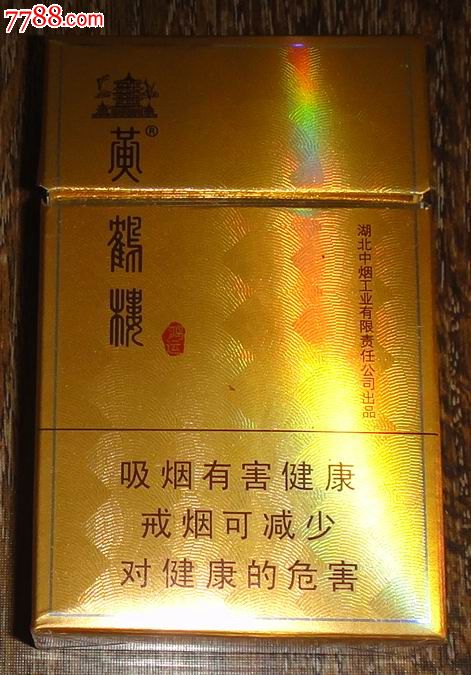 7788.com
黄鹤楼®
湖北中烟工业有限责任公司出品
吸烟有害健康
戒烟可减少
对健康的危害